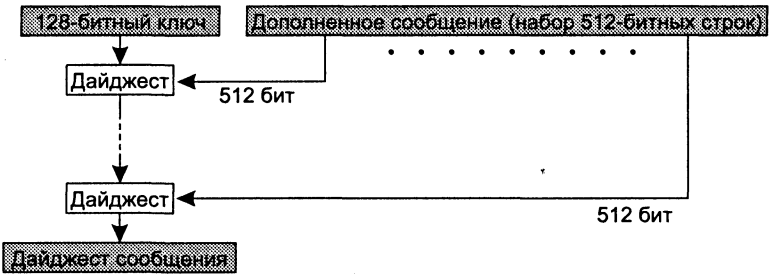 128-битный ключ
Дополненное сообщение (набор 512-битных строк)
Дайджест
512 бит
Дайджест
512 бит
Дайджест сообщения